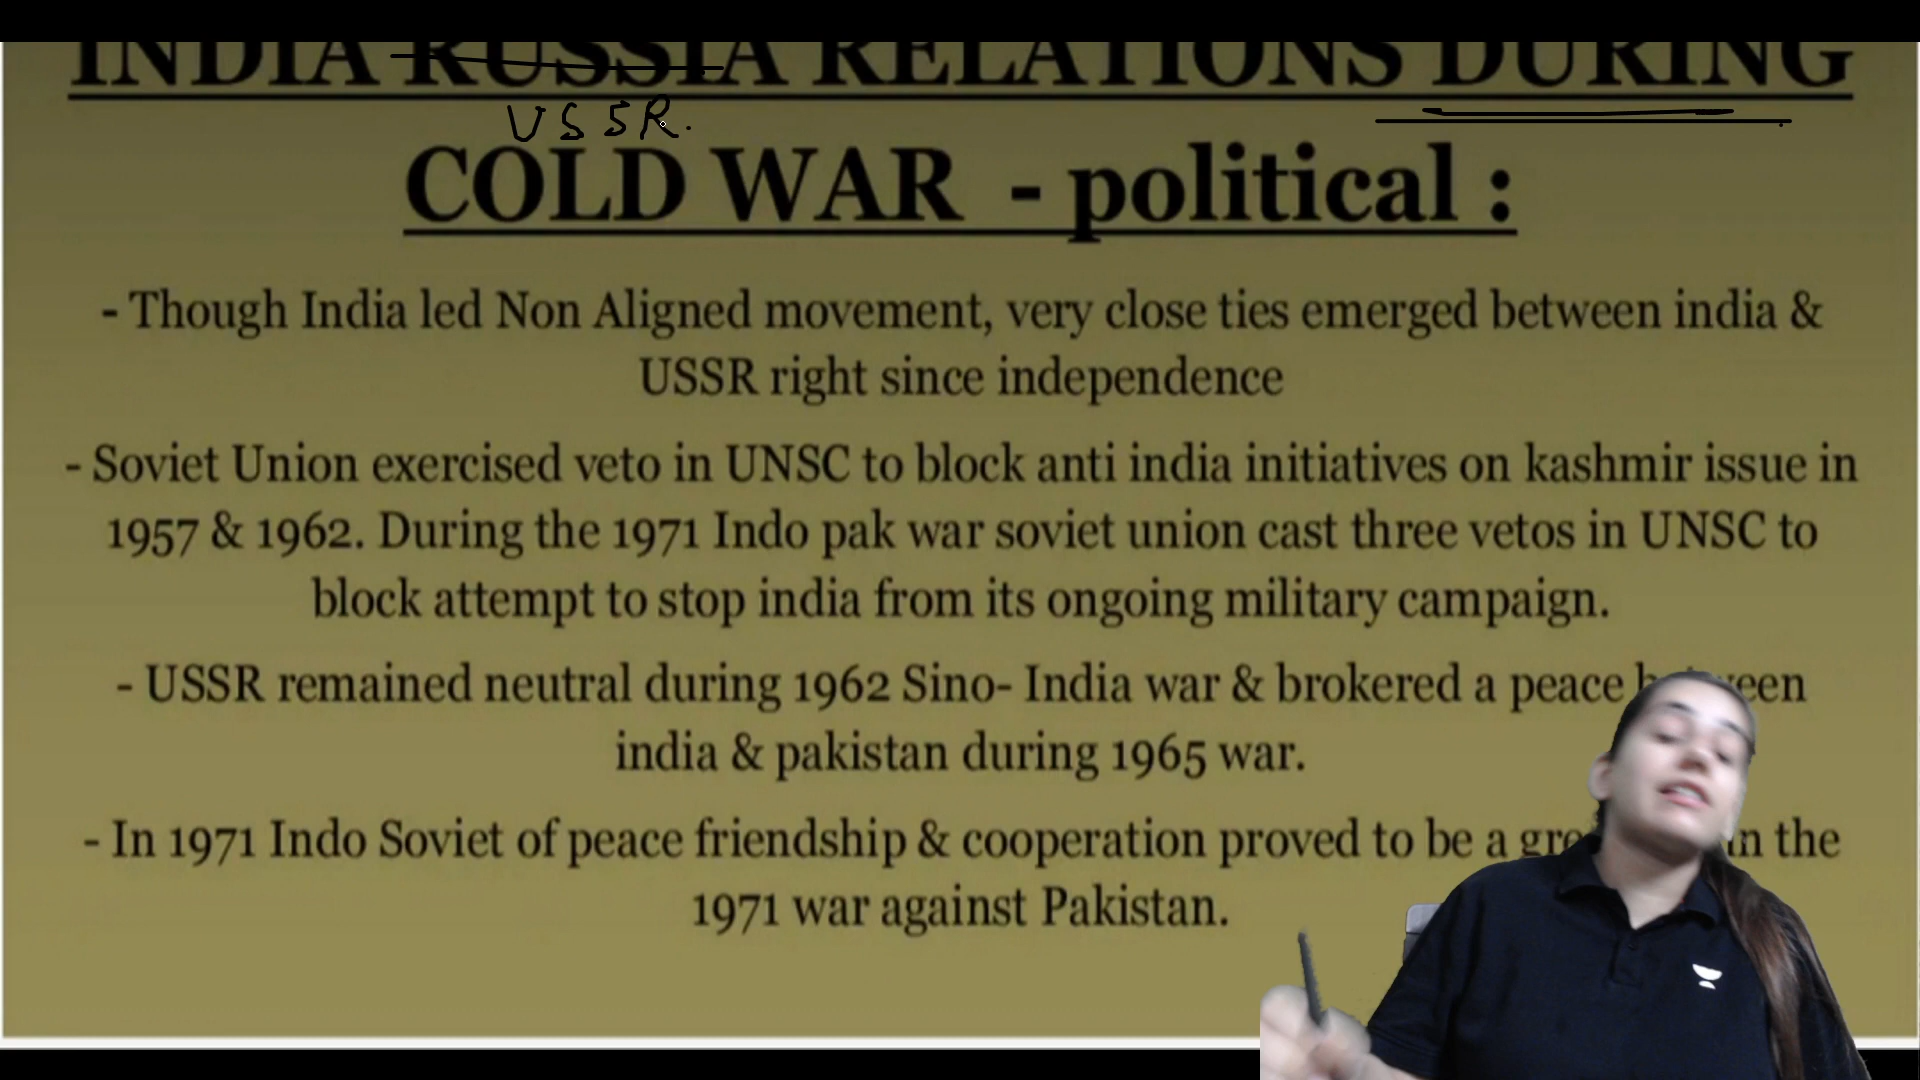 INDIA RUSSIA RELATIONS DURING
USSR.
COLD WAR - political :
- Though India led Non Aligned movement, very close ties emerged between india &
USSR right since independence
- Soviet Union exercised veto in UNSC to block anti india initiatives on kashmir issue in
1957 & 1962. During the 1971 Indo pak war soviet union cast three vetos in UNSC to
block attempt to stop india from its ongoing military campaign.
- USSR remained neutral during 1962 Sino- India war & brokered a peace between
india & pakistan during 1965 war.
- In 1971 Indo Soviet of peace friendship & cooperation proved to be a in the
1971 war against Pakistan.